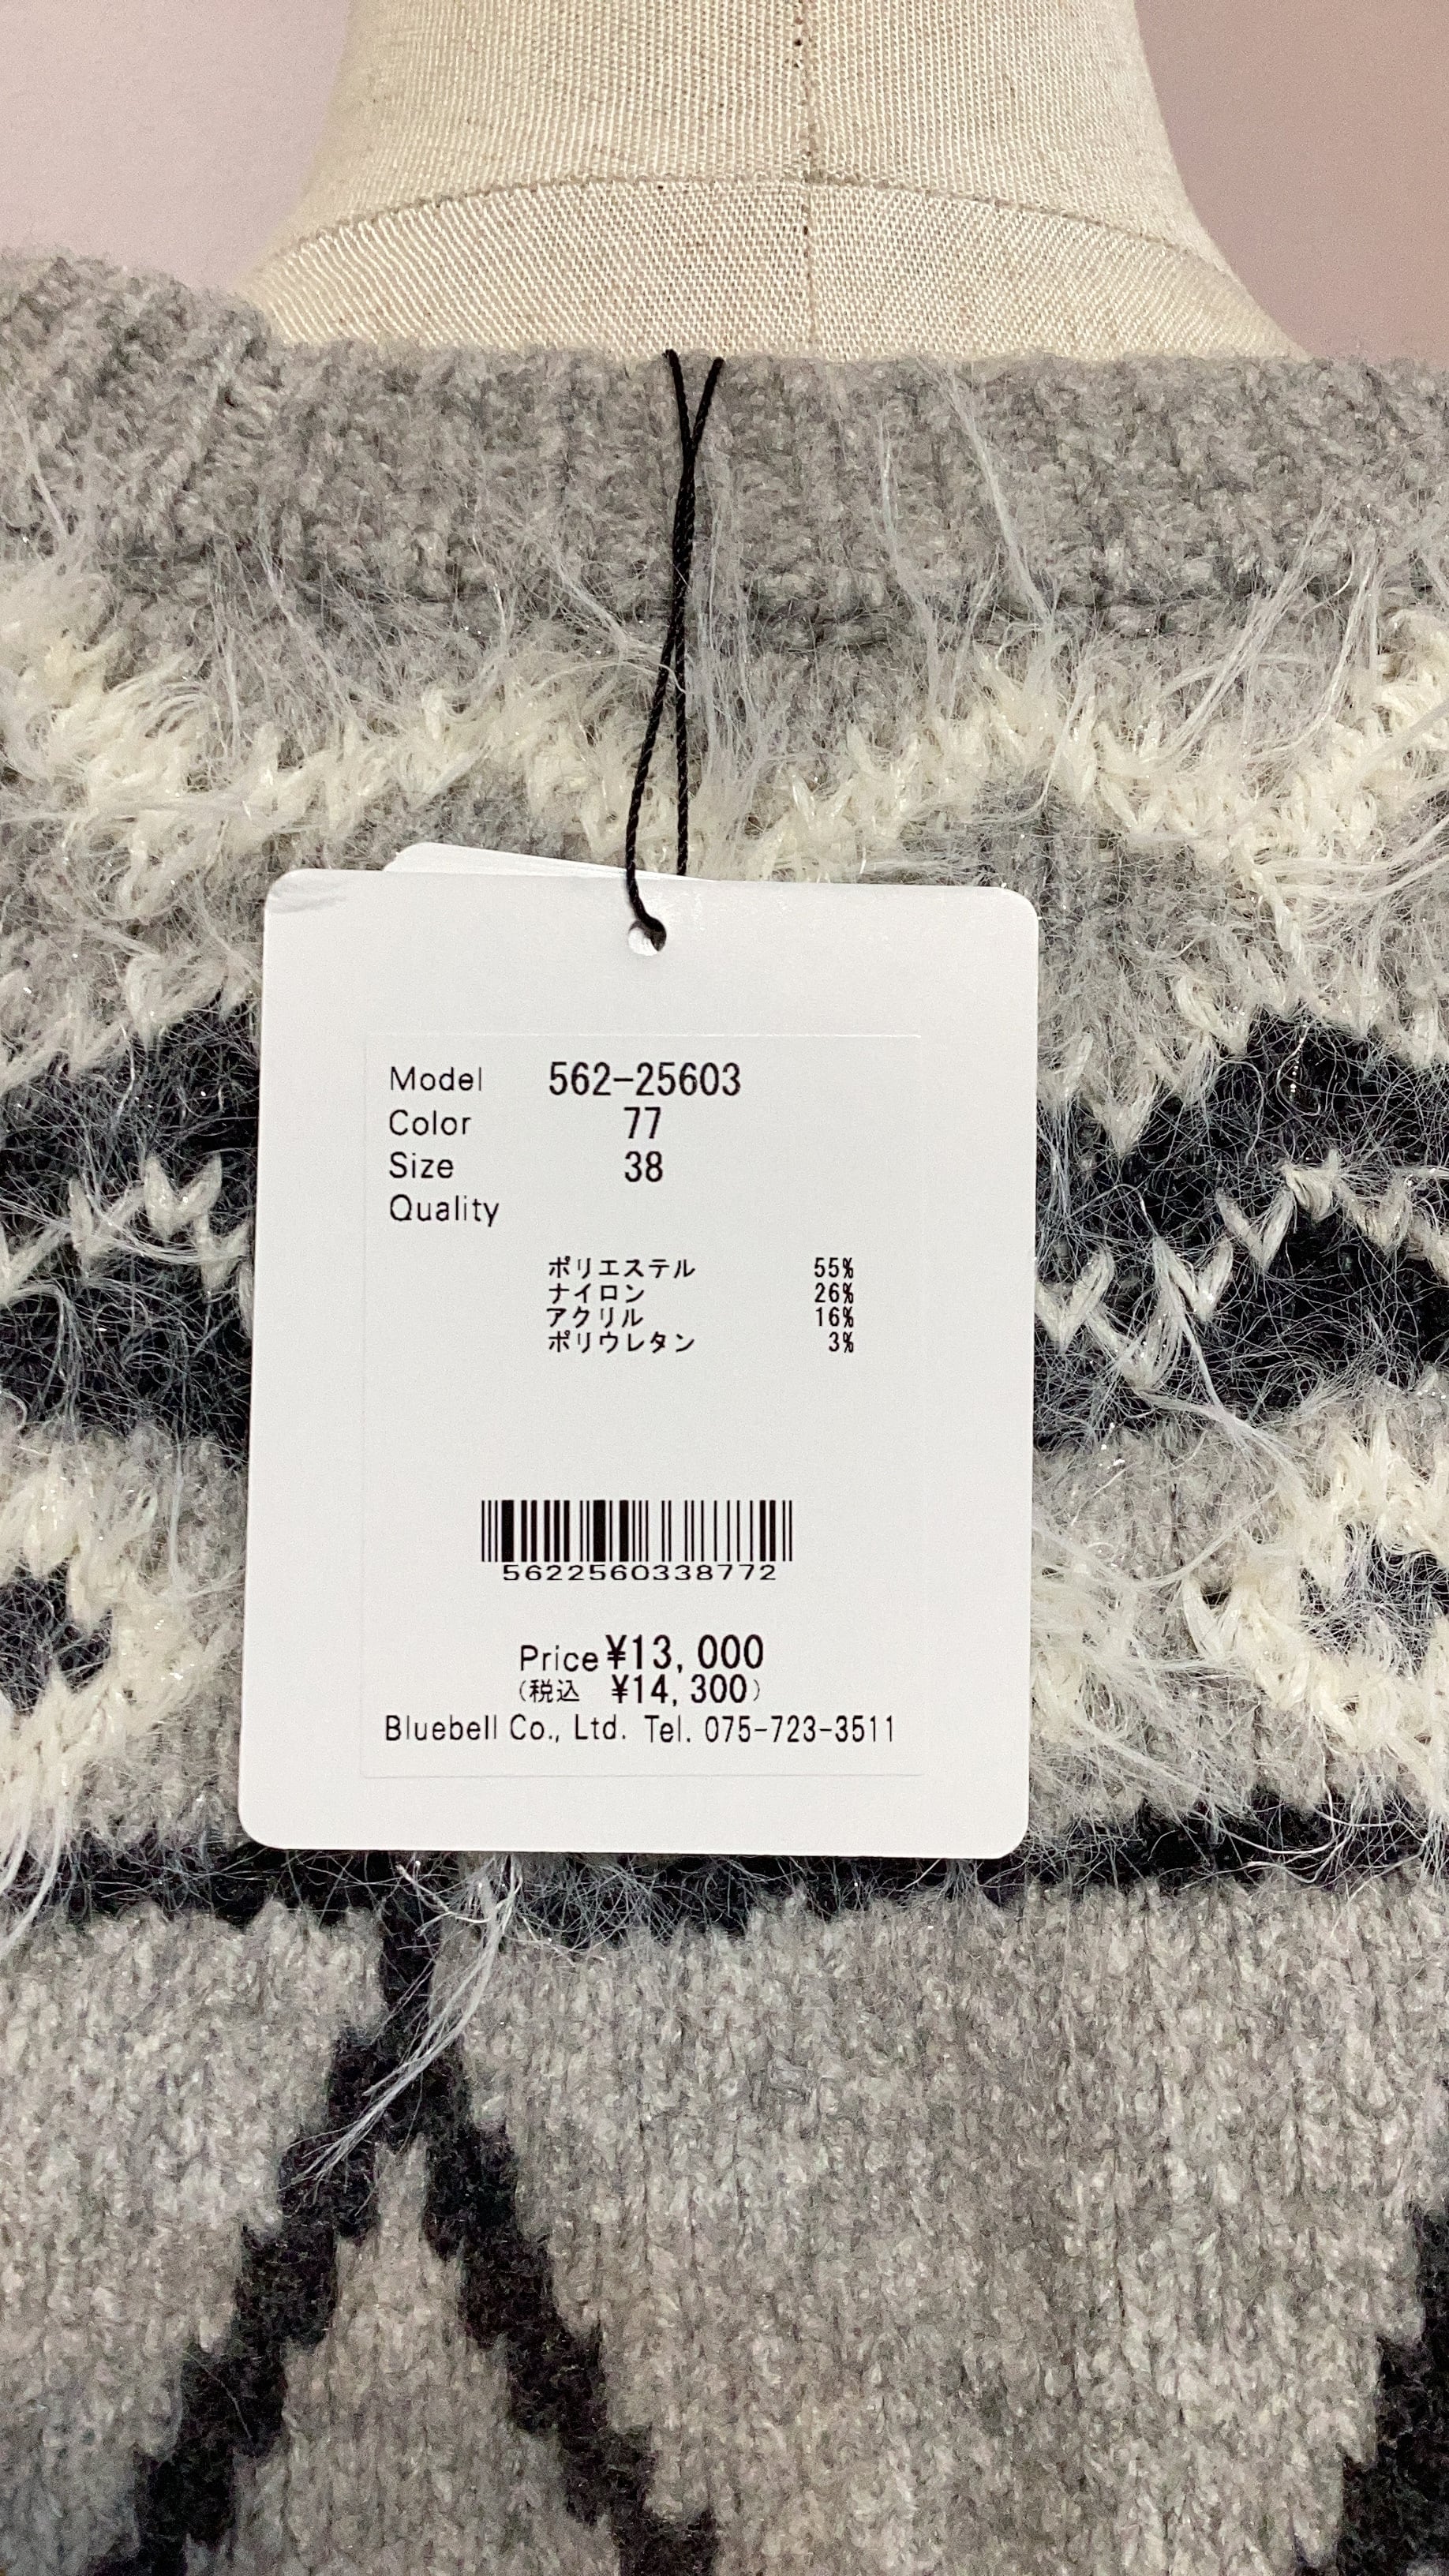 Model 562-25603
Color 77
Size 38
Quality
ポリエステル 55%
ナイロン 26%
アクリル 16%
ポリウレタン 3%
5622560338772
Price ¥13,000
(税込 ¥14,300)
Bluebell Co., Ltd. Tel. 075-723-3511